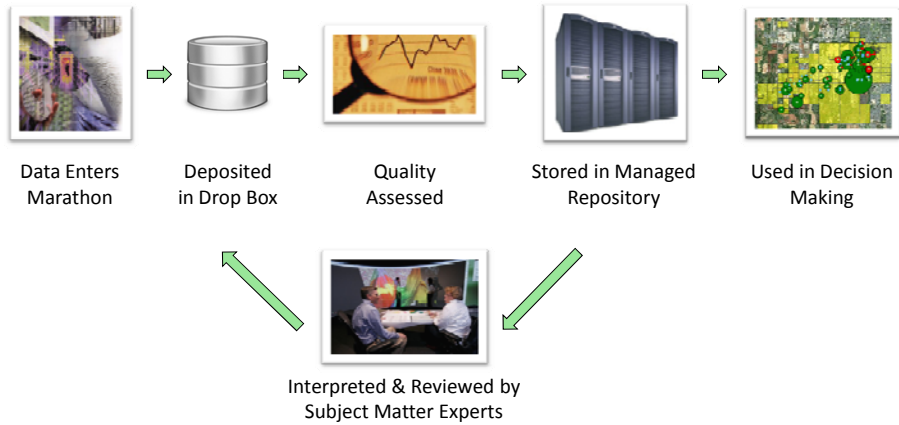 Data Enters
Marathon
Deposited
in Drop Box
Quality
Assessed
Stored in Managed
Repository
Used in Decision
Making
Interpreted & Reviewed by
Subject Matter Experts